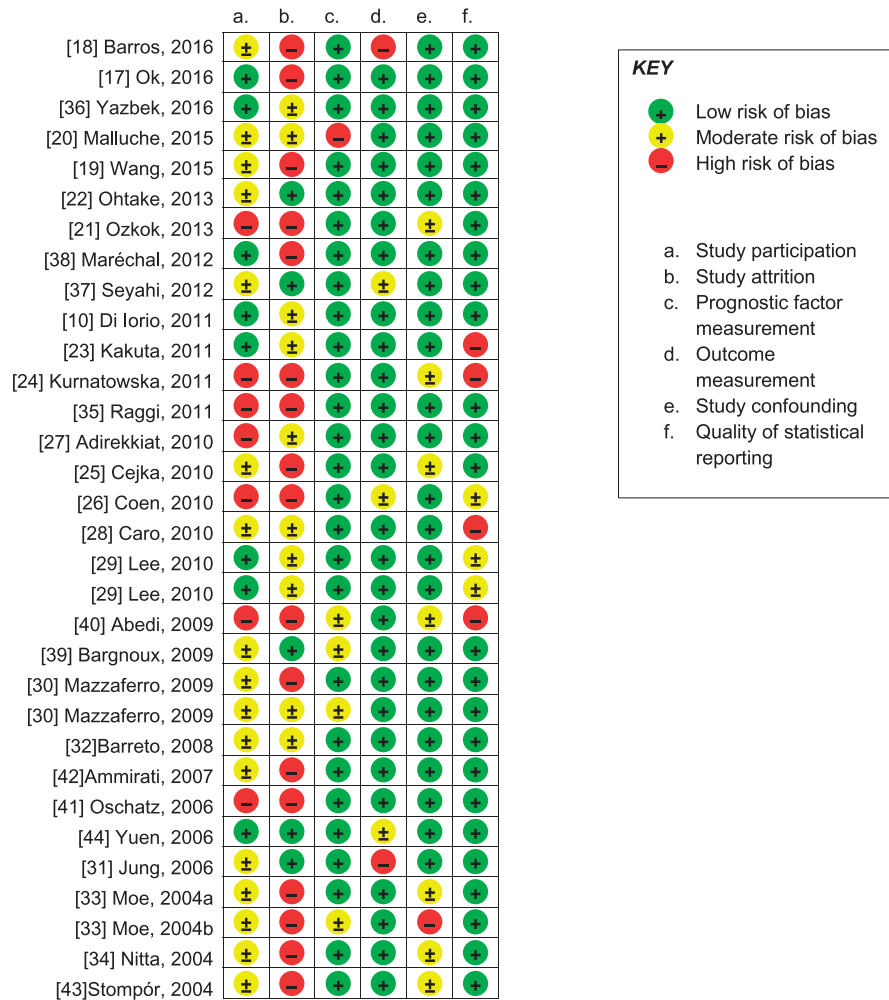 a. b. c. d. e. f.
[18] Barros, 2016 ± – + – + +
[17] Ok, 2016 + – + + + +
[36] Yazbek, 2016 + ± + + + +
[20] Malluche, 2015 ± ± – + + +
[19] Wang, 2015 ± – + + + +
[22] Ohtake, 2013 ± + + + + +
[21] Ozkok, 2013 – – + + ± +
[38] Maréchal, 2012 + – + + + +
[37] Seyahi, 2012 ± + + ± + +
[10] Di Iorio, 2011 + ± + + + +
[23] Kakuta, 2011 + ± + + + –
[24] Kurnatowska, 2011 – – + + ± –
[35] Raggi, 2011 – – + + + +
[27] Adirekkiat, 2010 – ± + + + +
[25] Cejka, 2010 ± – + + ± +
[26] Coen, 2010 – – + ± + ±
[28] Caro, 2010 ± ± + + + –
[29] Lee, 2010 + ± + + + ±
[29] Lee, 2010 + ± + + + ±
[40] Abedi, 2009 – – ± + ± –
[39] Bargnoux, 2009 ± + ± + + +
[30] Mazzaferro, 2009 ± – + + + +
[30] Mazzaferro, 2009 ± ± ± + + +
[32]Barreto, 2008 ± ± + + + +
[42]Ammirati, 2007 ± – + + + +
[41] Oschatz, 2006 – – + + + +
[44] Yuen, 2006 + + + ± + +
[31] Jung, 2006 ± + + – + +
[33] Moe, 2004a ± – + + ± +
[33] Moe, 2004b ± – ± + – +
[34] Nitta, 2004 ± – + + ± +
[43]Stompór, 2004 ± – + + ± +
KEY
+ Low risk of bias
+ Moderate risk of bias
– High risk of bias
a. Study participation
b. Study attrition
c. Prognostic factor
measurement
d. Outcome
measurement
e. Study confounding
f. Quality of statistical
reporting